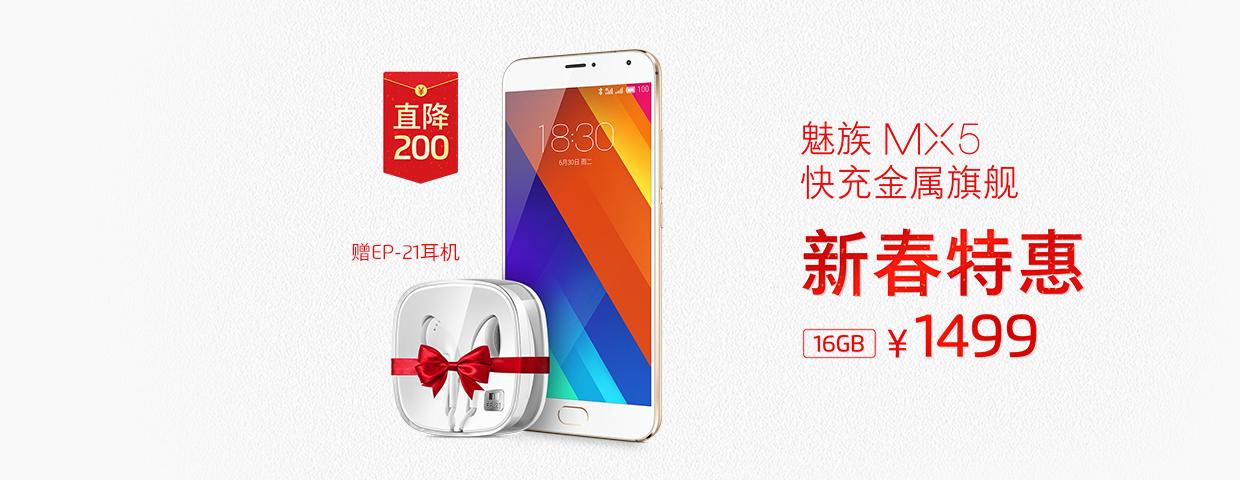 ¥
直降
200
赠EP-21耳机
100
18:30
6月30日 周二
魅族 MX5
快充金属旗舰
新春特惠
16GB ¥1499